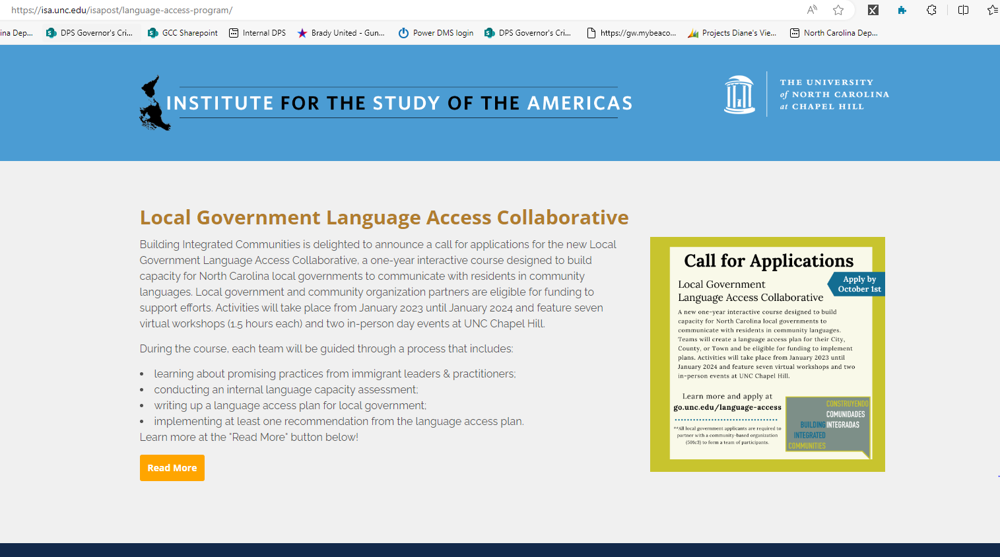 https://isa.unc.edu/isapost/language-access-program/
ina Dep... DPS Governor's Cri... GCC Sharepoint Internal DPS Brady United - Gun... Power DMS login DPS Governor's Cri... https://gw.mybeaco... Projects Diane's Vie... North Carolina Dep...
INSTITUTE FOR THE STUDY OF THE AMERICAS
THE UNIVERSITY
of NORTH CAROLINA
at CHAPEL HILL
Local Government Language Access Collaborative
Building Integrated Communities is delighted to announce a call for applications for the new Local
Government Language Access Collaborative, a one-year interactive course designed to build
capacity for North Carolina local governments to communicate with residents in community
languages. Local government and community organization partners are eligible for funding to
support efforts. Activities will take place from January 2023 until January 2024 and feature seven
virtual workshops (1.5 hours each) and two in-person day events at UNC Chapel Hill.
During the course, each team will be guided through a process that includes:
• learning about promising practices from immigrant leaders & practitioners;
• conducting an internal language capacity assessment;
• writing up a language access plan for local government;
• implementing at least one recommendation from the language access plan.
Learn more at the "Read More" button below!
Read More
Call for Applications
Apply by
October 1st
Local Government
Language Access Collaborative
A new one-year interactive course designed to build
capacity for North Carolina local governments to
communicate with residents in community languages.
Teams will create a language access plan for their City,
County, or Town and be eligible for funding to implement
plans. Activities will take place from January 2023 until
January 2024 and feature seven virtual workshops and two
in-person events at UNC Chapel Hill.
Learn more and apply at
go.unc.edu/language-access
**All local government applicants are required to
partner with a community-based organization
(501c3) to form a team of participants.
CONSTRUYENDO
COMUNIDADES
BUILDING INTEGRADAS
INTEGRATED
COMMUNITIES